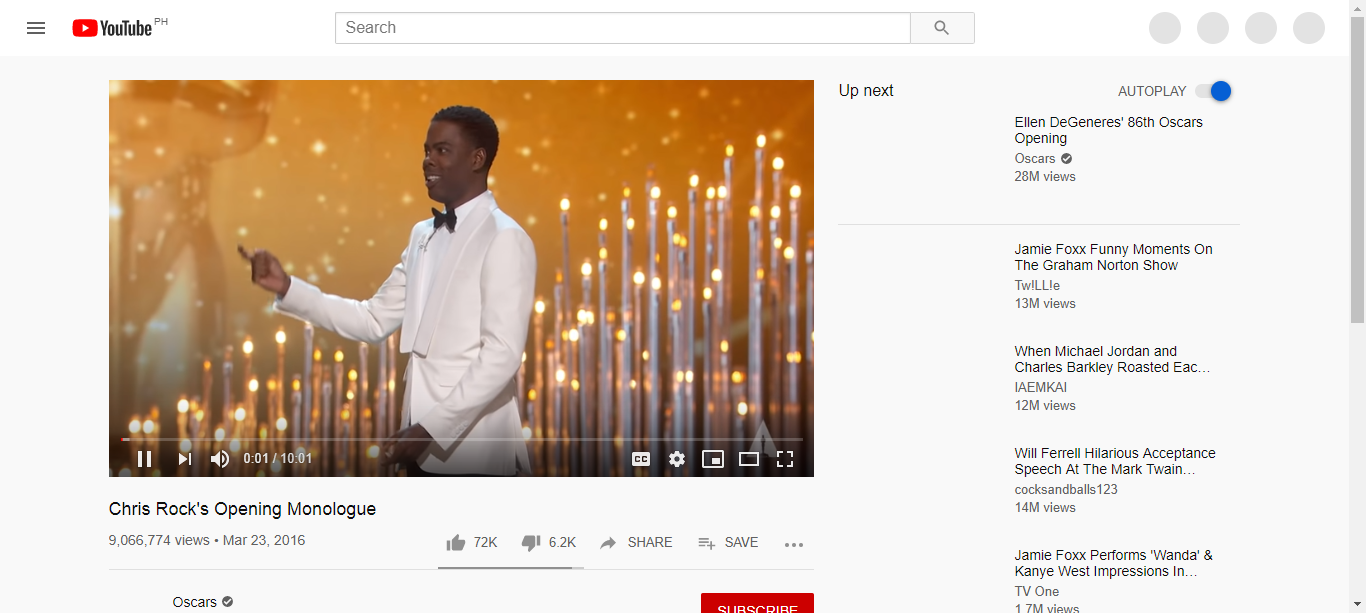 YouTube PH
Search
Up next
AUTOPLAY
Ellen DeGeneres' 86th Oscars
Opening
Oscars
28M views
Jamie Foxx Funny Moments On
The Graham Norton Show
Tw!LL!e
13M views
When Michael Jordan and
Charles Barkley Roasted Eac...
IAEMKAI
12M views
Will Ferrell Hilarious Acceptance
Speech At The Mark Twain...
cocksandballs123
14M views
Jamie Foxx Performs 'Wanda' &
Kanye West Impressions In...
TV One
1.7M views
0:01 / 10:01
CC
Chris Rock's Opening Monologue
9,066,774 views • Mar 23, 2016
72K
6.2K
SHARE
SAVE
Oscars
SUBSCRIBE